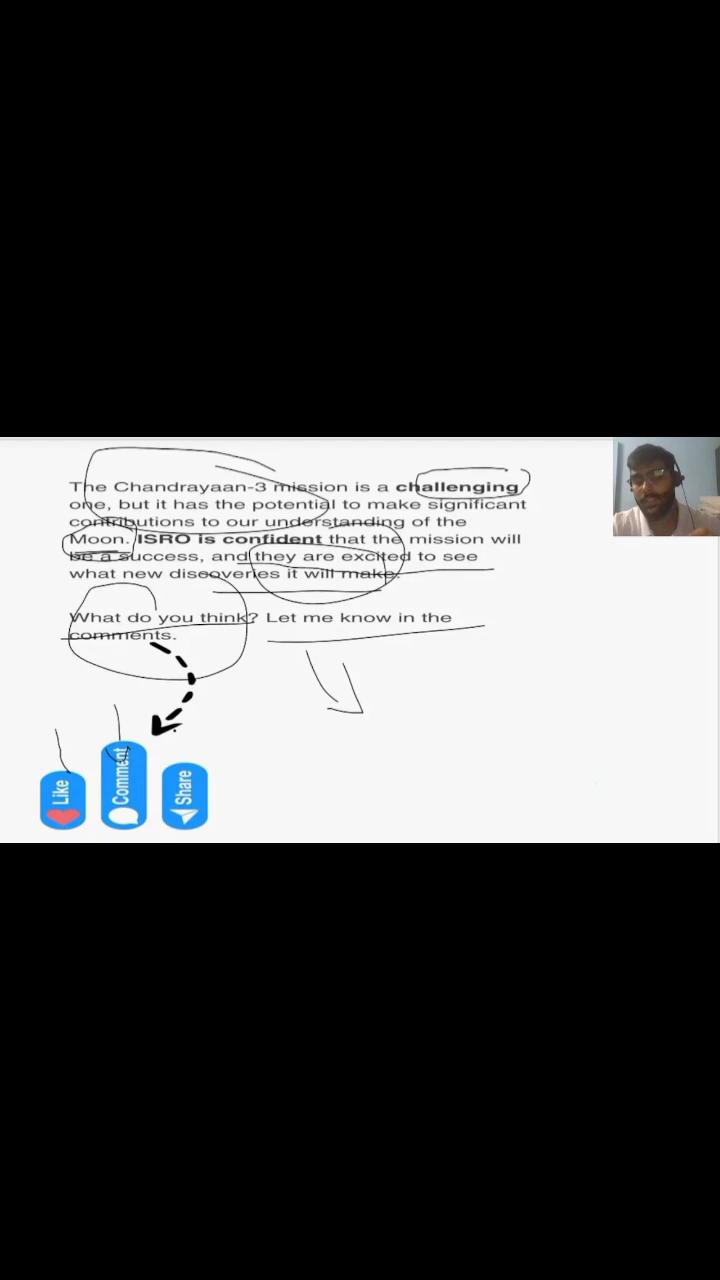 The Chandrayaan-3 mission is a challenging
one, but it has the potential to make significant
contributions to our understanding of the
Moon. ISRO is confident that the mission will
be a success, and they are excited to see
what new discoveries it will make.
What do you think? Let me know in the
comments.
Like
Comment
Share